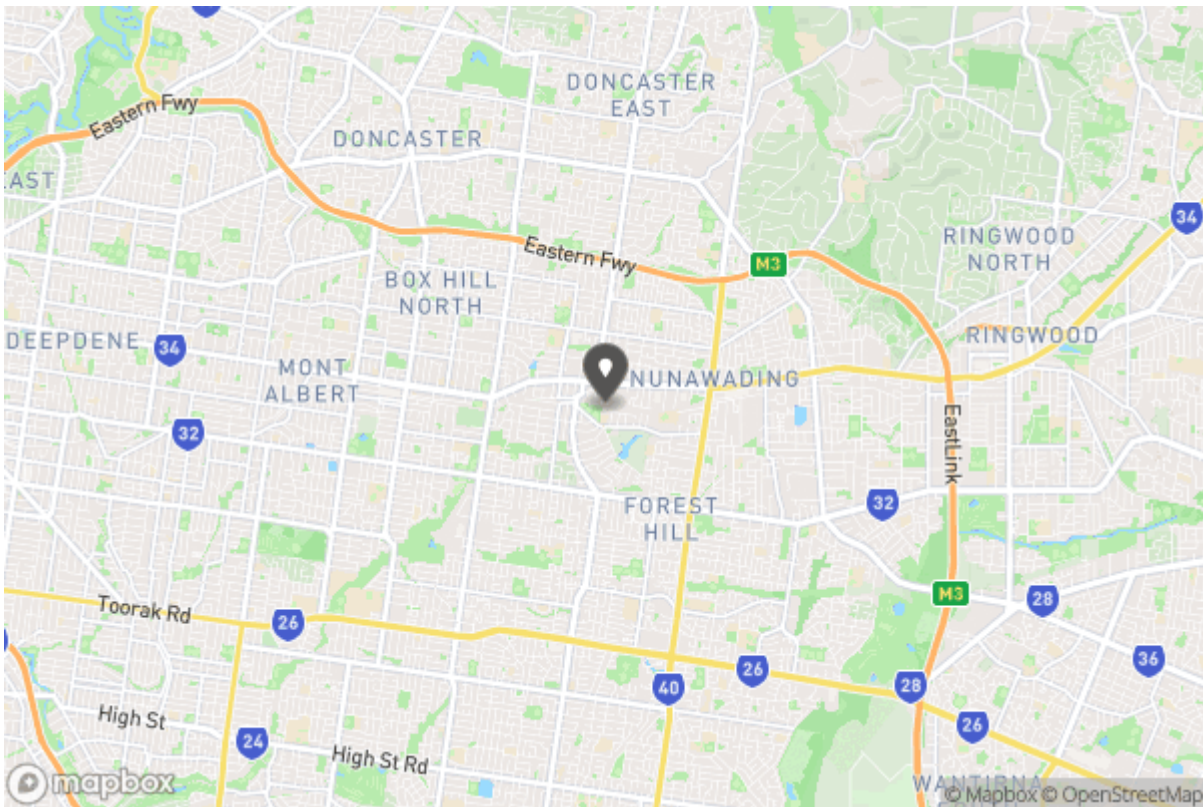 DONCASTER
EAST
Eastern Fwy
DONCASTER
EAST
34
RINGWOOD
NORTH
Eastern Fwy
M3
BOX HILL
NORTH
DEEPDENE
34
RINGWOOD
MONT
ALBERT
NUNAWADING
32
EastLink
FOREST
HILL
32
Toorak Rd
26
M3
28
36
26
40
28
26
High St
24
High St Rd
mapbox
WANTIRNA
© Mapbox © OpenStreetMap